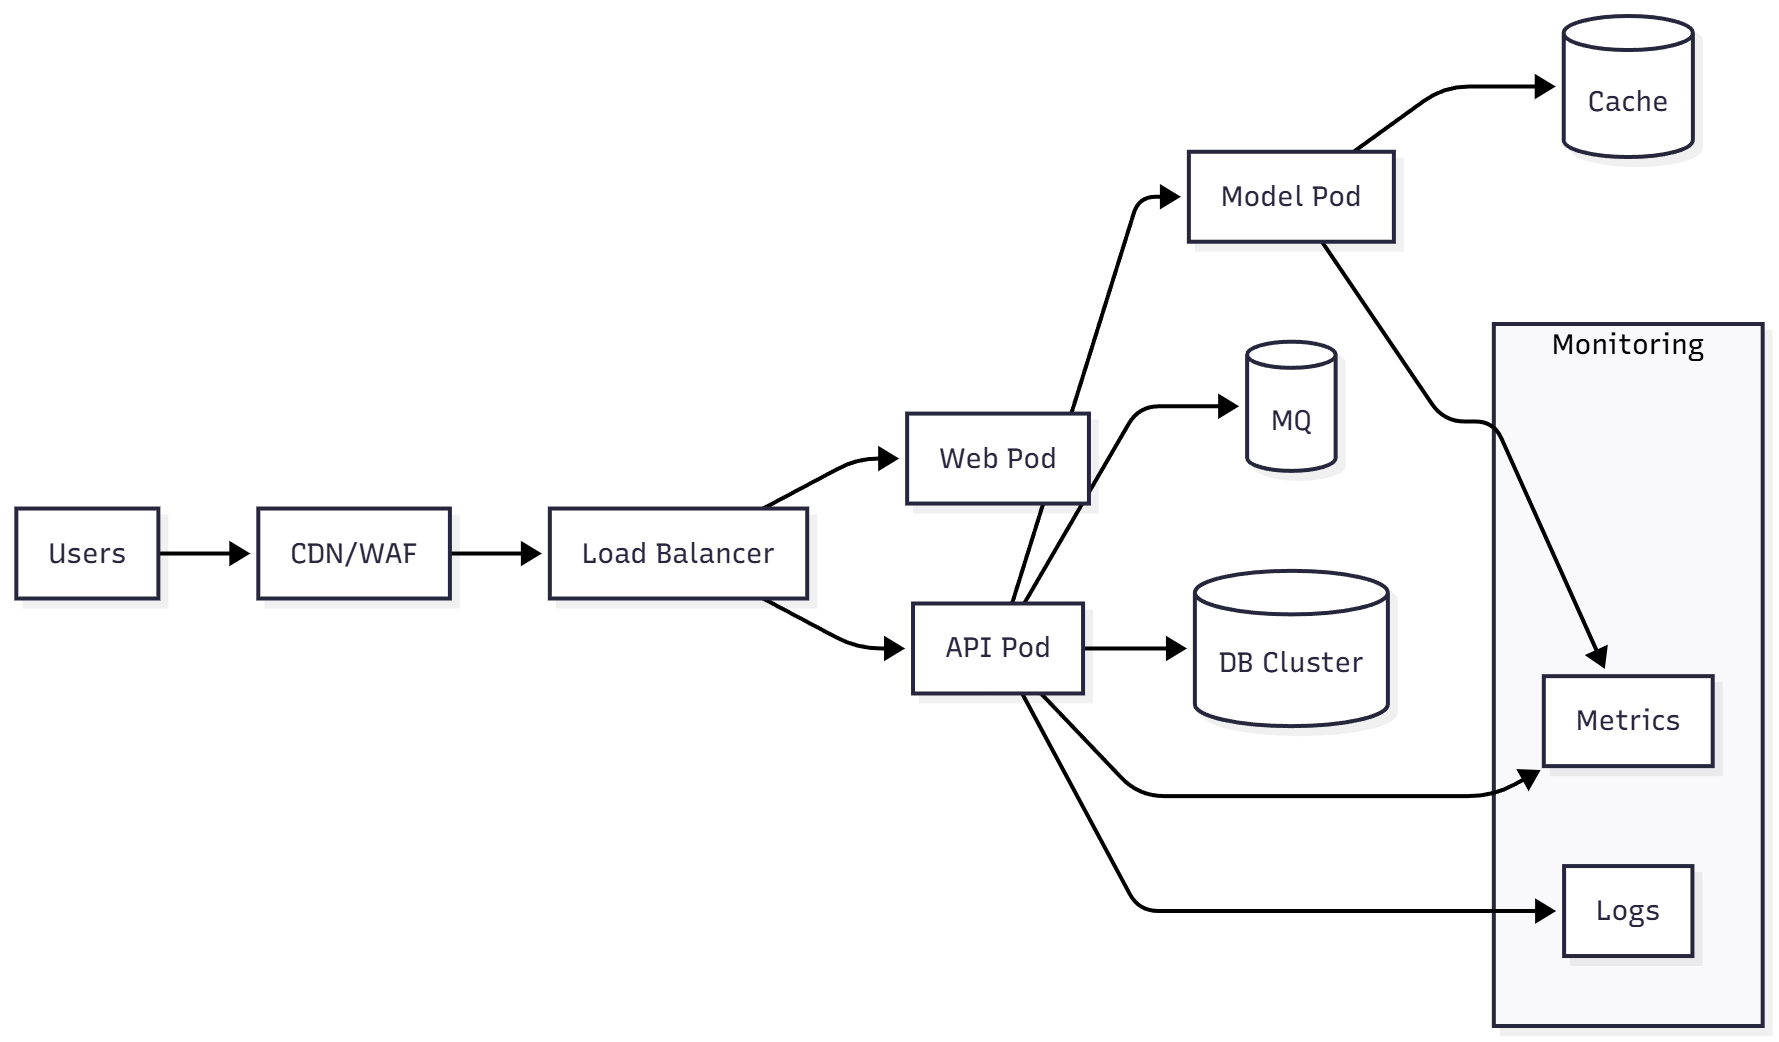 Users
CDN/WAF
Load Balancer
Web Pod
API Pod
Model Pod
MQ
DB Cluster
Cache
Monitoring
Metrics
Logs